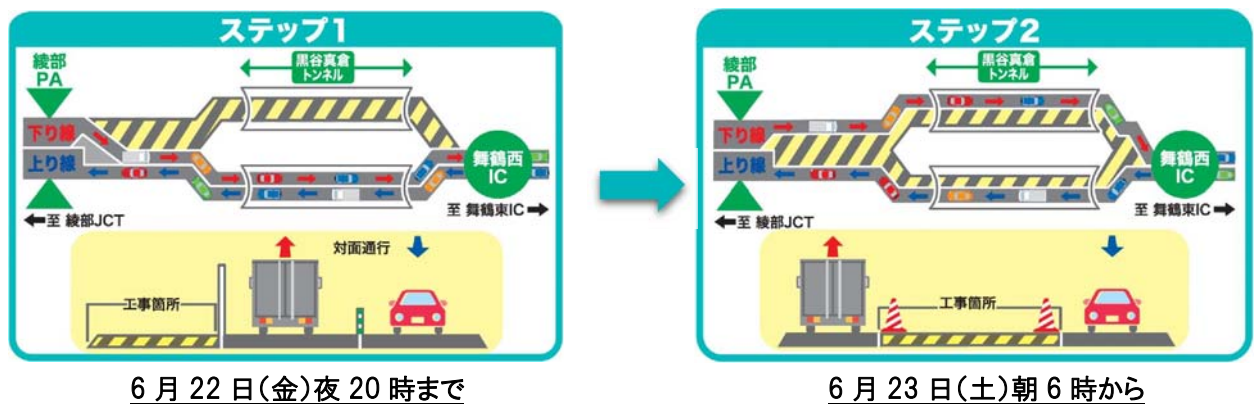 ステップ1
綾部
PA
黒谷真倉
トンネル
下り線
上り線
舞鶴西
IC
←至 綾部JCT
至 舞鶴東IC→
対面通行
工事箇所
6月22日(金)夜20時まで
ステップ2
綾部
PA
黒谷真倉
トンネル
下り線
上り線
舞鶴西
IC
←至 綾部JCT
至 舞鶴東IC→
工事箇所
6月23日(土)朝6時から